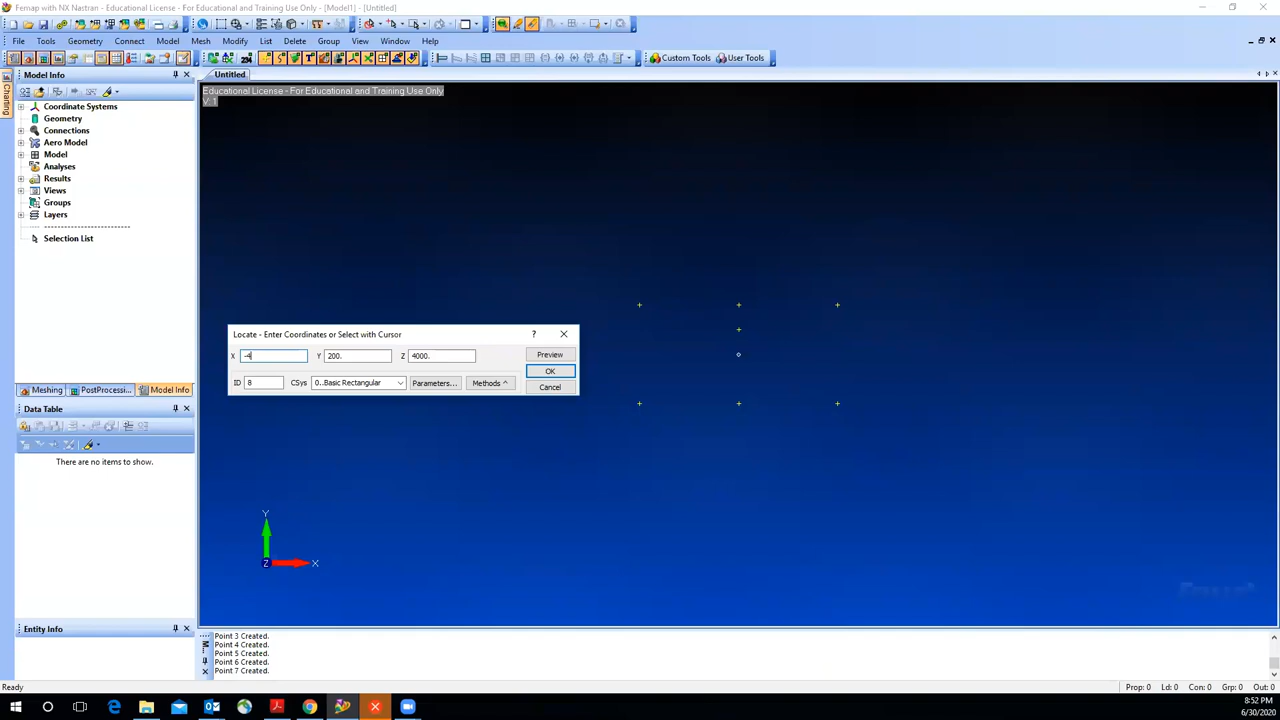 Femap with NX Nastran - Educational License - For Educational and Training Use Only - [Model1] - [Untitled]
File Tools Geometry Connect Model Mesh Modify List Delete Group View Window Help
Custom Tools User Tools
Model Info
Untitled
Charting
Educational License - For Educational and Training Use Only
V: 1
Coordinate Systems
Geometry
Connections
Aero Model
Model
Analyses
Results
Views
Groups
Layers
Selection List
Locate - Enter Coordinates or Select with Cursor ?
X -4 Y 200. Z 4000. Preview
OK
ID 8 CSys 0..Basic Rectangular Parameters... Methods ^ Cancel
Meshing PostProcessi... Model Info
Data Table
There are no items to show.
Y
Z X
Entity Info
Point 3 Created.
Point 4 Created.
Point 5 Created.
Point 6 Created.
Point 7 Created.
Ready Prop: 0 Ld: 0 Con: 0 Grp: 0 Out: 0
8:52 PM
6/30/2020